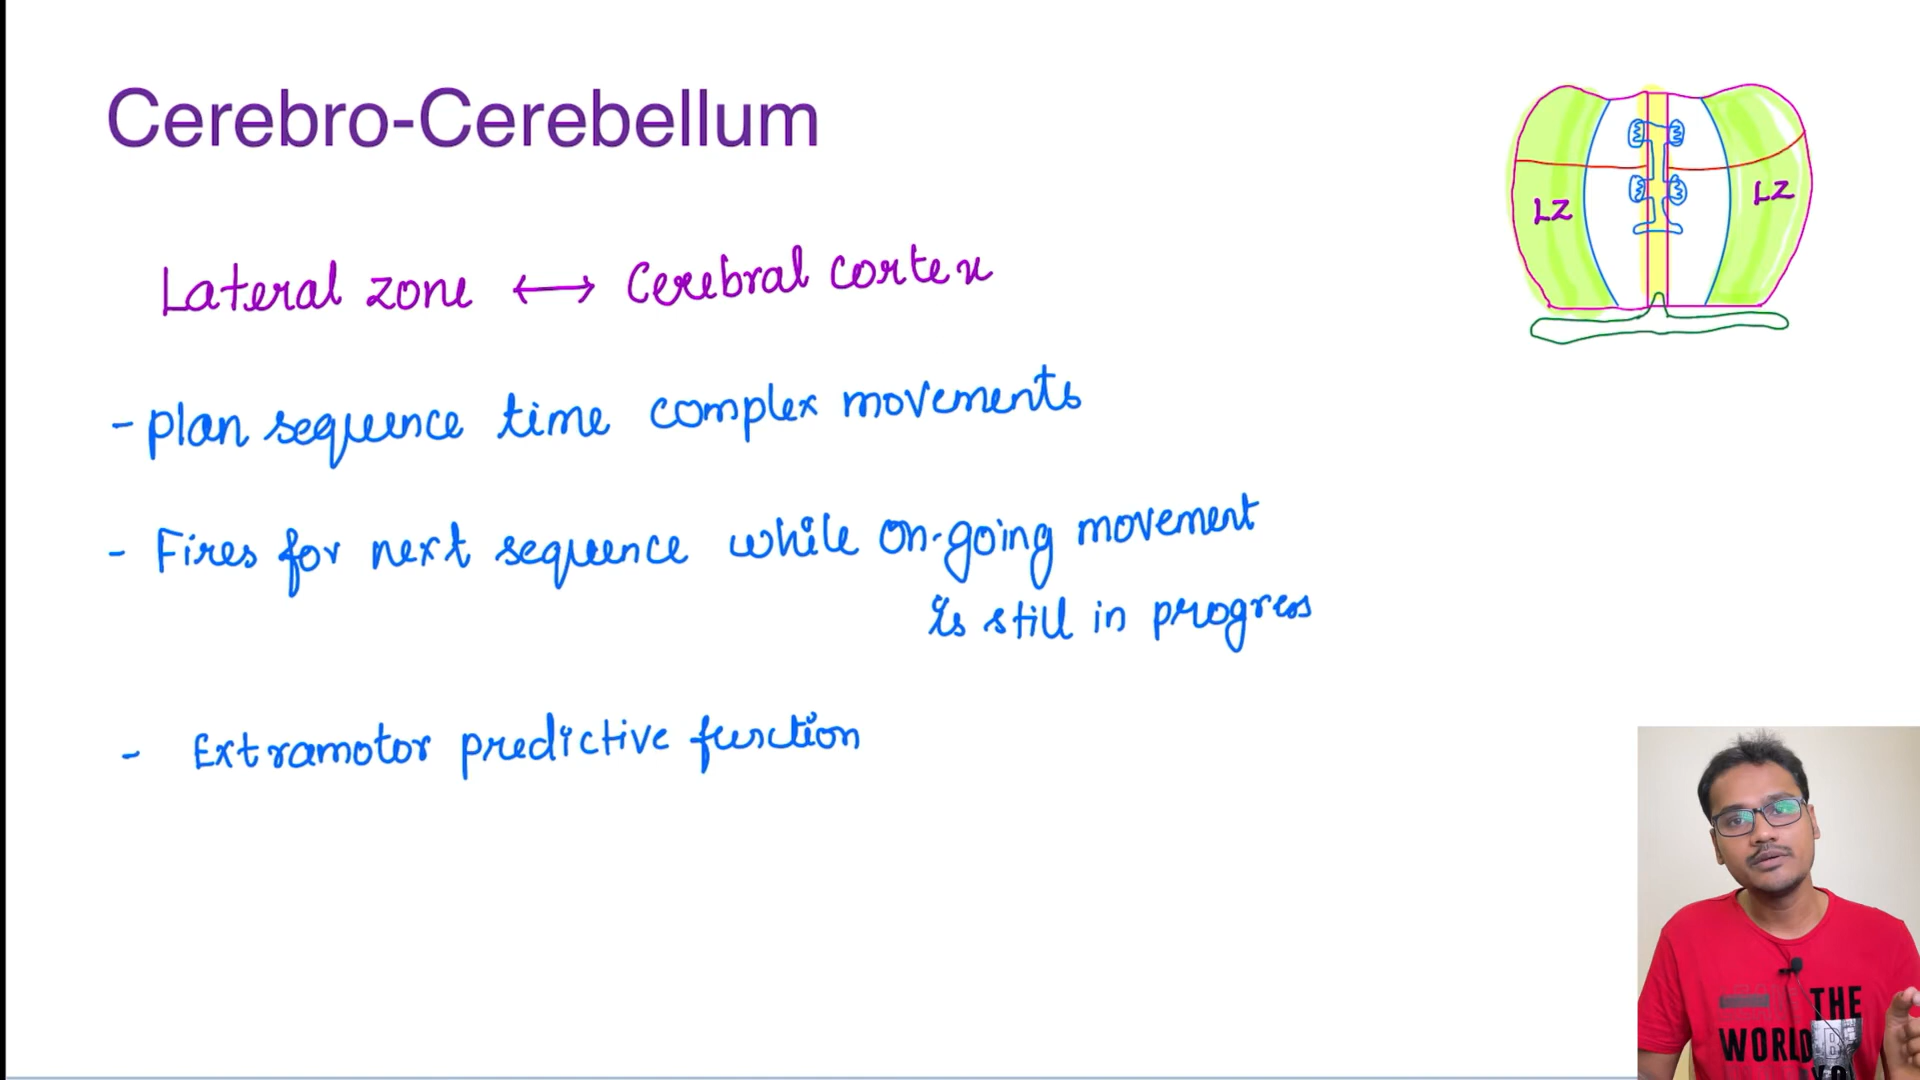 Cerebro-Cerebellum
Lateral zone ↔ Cerebral cortex
- plan sequence time complex movements
- Fires for next sequence while on-going movement
is still in progress
- Extramotor predictive function
LZ
LZ
THE
WORLD